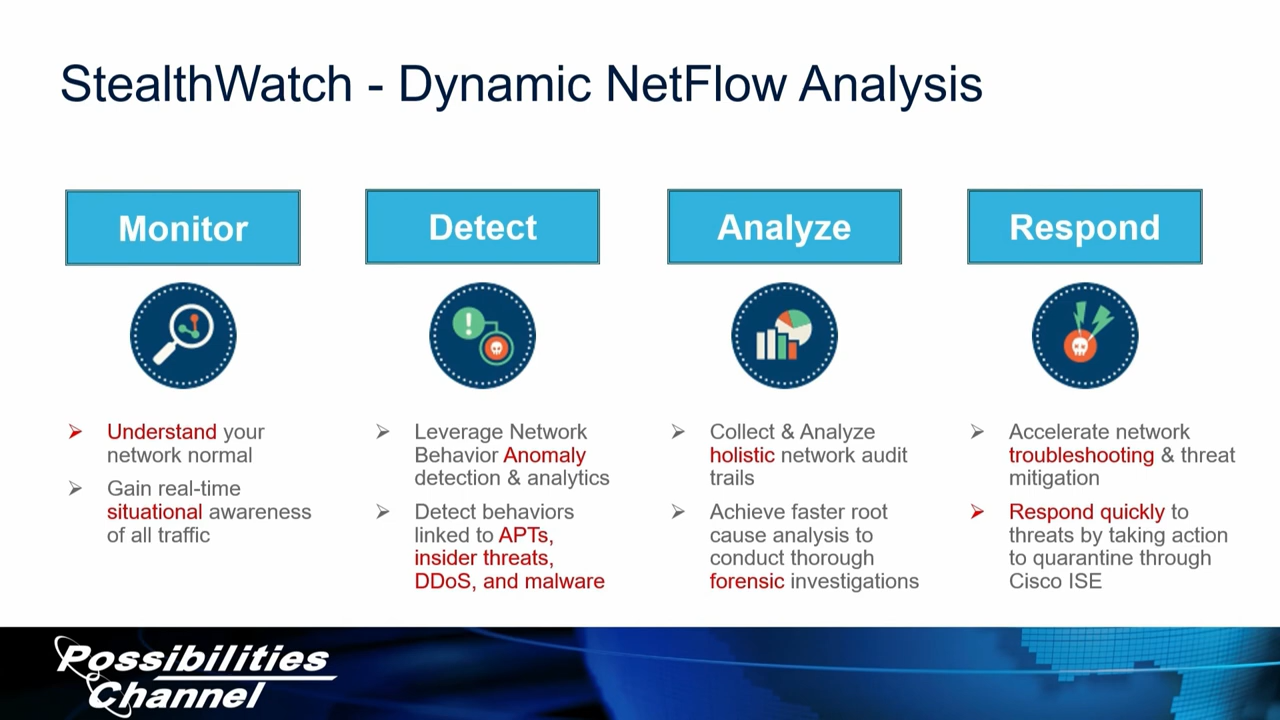 StealthWatch - Dynamic NetFlow Analysis
Monitor
Understand your
network normal
Gain real-time
situational awareness
of all traffic
Detect
Leverage Network
Behavior Anomaly
detection & analytics
Detect behaviors
linked to APTs,
insider threats,
DDoS, and malware
Analyze
Collect & Analyze
holistic network audit
trails
Achieve faster root
cause analysis to
conduct thorough
forensic investigations
Respond
Accelerate network
troubleshooting & threat
mitigation
Respond quickly to
threats by taking action
to quarantine through
Cisco ISE
Possibilities
Channel